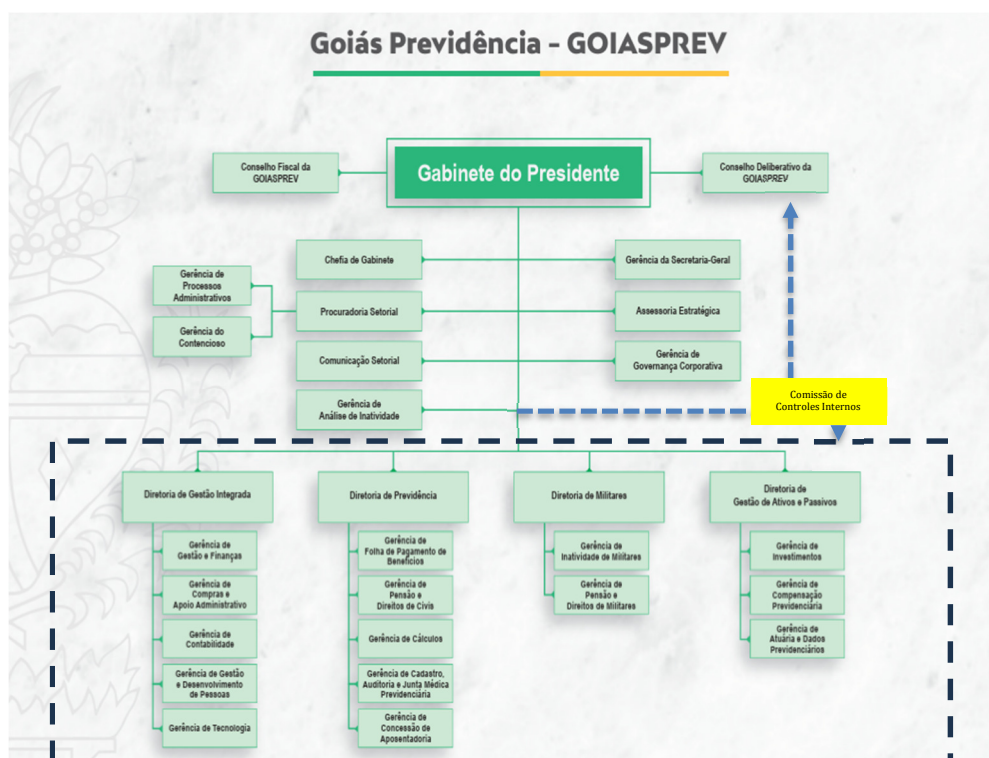 Goiás Previdência - GOIASPREV
Conselho Fiscal da
GOIASPREV
Gabinete do Presidente
Conselho Deliberativo da
GOIASPREV
Chefia de Gabinete
Gerência da Secretaria-Geral
Gerência de
Processos
Administrativos
Procuradoria Setorial
Assessoria Estratégica
Gerência do
Contencioso
Comunicação Setorial
Gerência de
Governança Corporativa
Gerência de
Análise de Inatividade
Comissão de
Controles Internos
Diretoria de Gestão Integrada
Diretoria de Previdência
Diretoria de Militares
Diretoria de
Gestão de Ativos e Passivos
Gerência de
Gestão e Finanças
Gerência de
Compras e
Apoio Administrativo
Gerência de
Contabilidade
Gerência de Gestão
e Desenvolvimento
de Pessoas
Gerência de Tecnologia
Gerência de
Folha de Pagamento de
Benefícios
Gerência de
Pensão e
Direitos de Civis
Gerência de Cálculos
Gerência de Cadastro,
Auditoria e Junta Médica
Previdenciária
Gerência de
Concessão de
Aposentadoria
Gerência de
Inatividade de Militares
Gerência de
Pensão e
Direitos de Militares
Gerência de
Investimentos
Gerência de
Compensação
Previdenciária
Gerência de
Atuária e Dados
Previdenciários